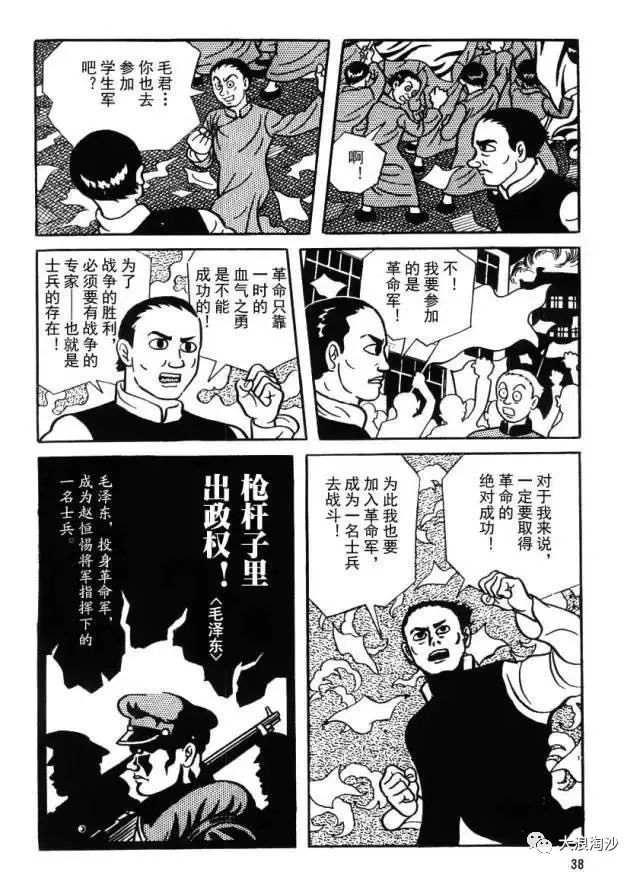 啊！
毛君…
你也去
参加
学生军
吧？
不！
我要参加
的是
革命军！
革命只靠
一时的
血气之勇
是不能
成功的！
为了
战争的胜利，
必须要有战争的
专家——也就是
士兵的存在！
对于我来说，
一定要取得
革命的
绝对成功！
为此我也要
加入革命军，
成为一名士兵
去战斗！
枪杆子里
出政权！
〈毛泽东〉
毛泽东，投身革命军，
成为赵恒惕将军指挥下的
一名士兵。
大浪淘沙
38